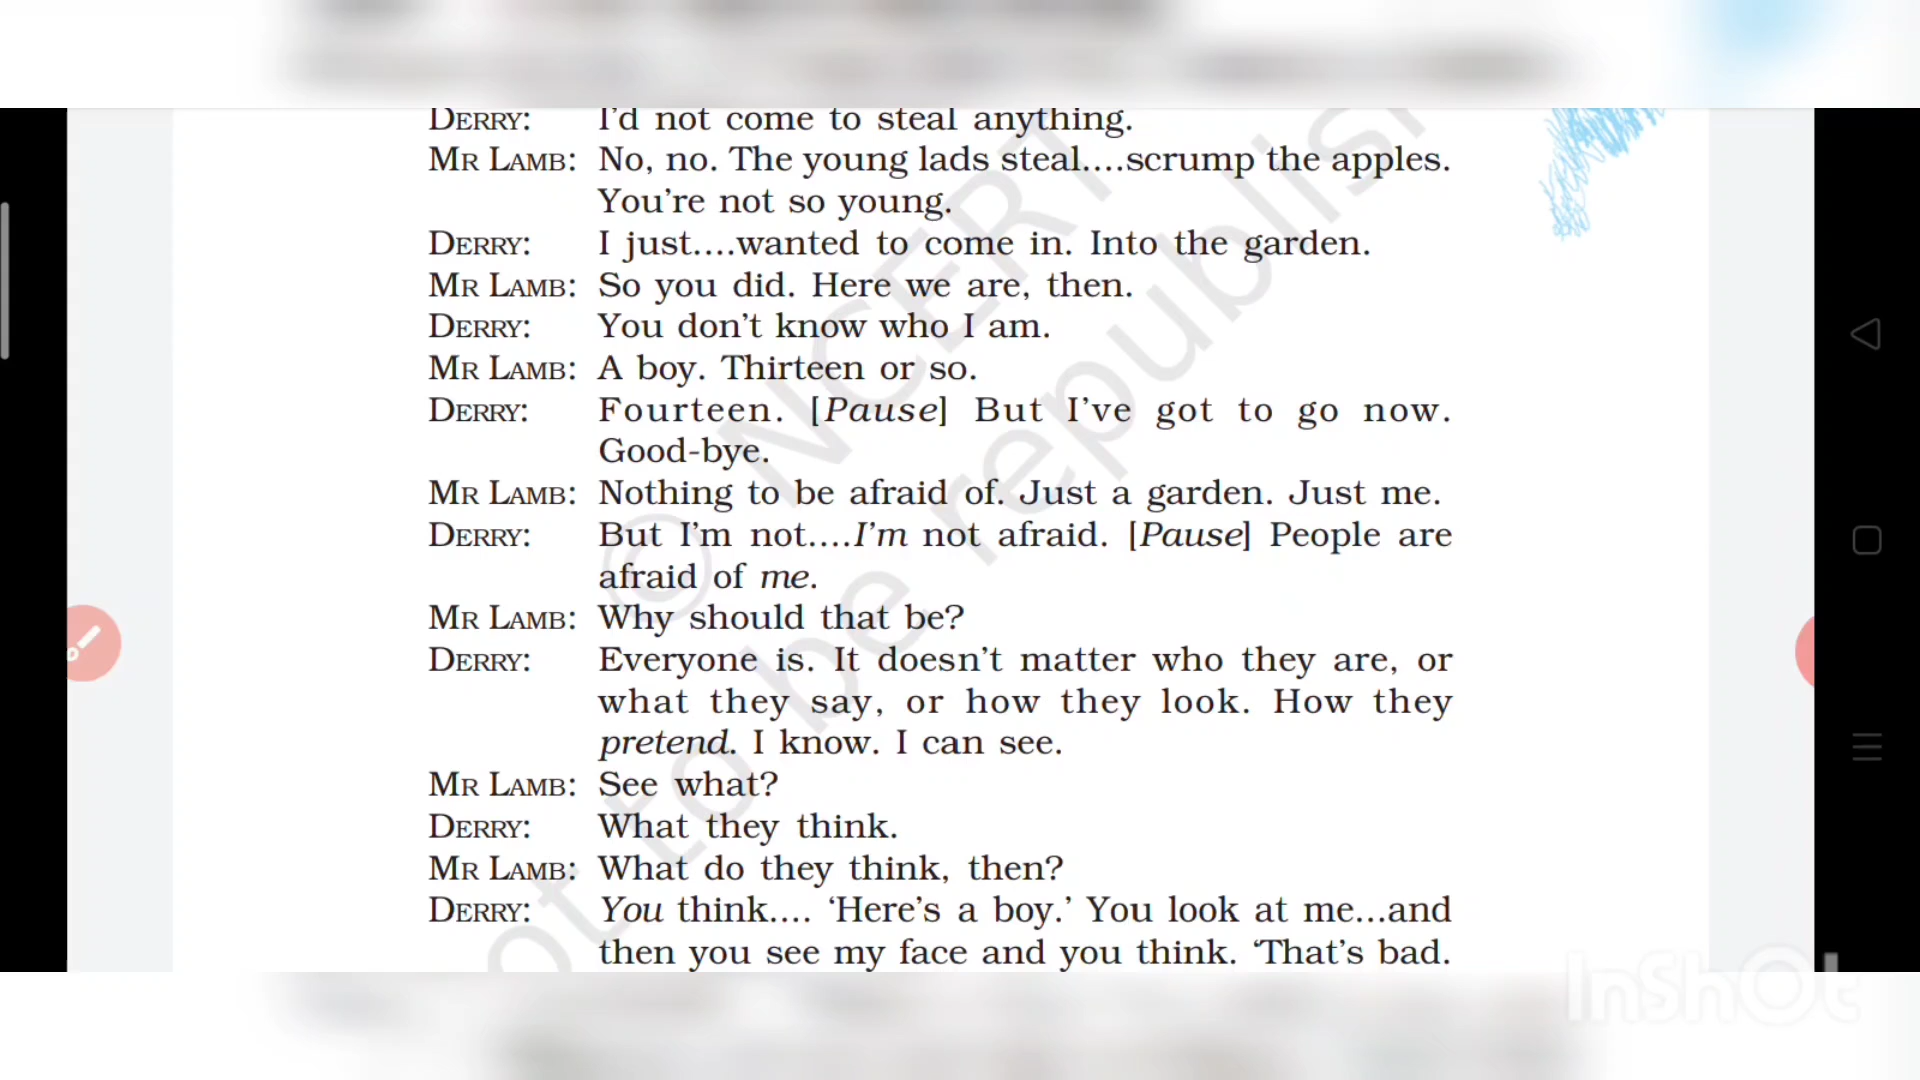 DERRY: I'd not come to steal anything.
MR LAMB: No, no. The young lads steal....scrump the apples.
You're not so young.
DERRY: I just....wanted to come in. Into the garden.
MR LAMB: So you did. Here we are, then.
DERRY: You don't know who I am.
MR LAMB: A boy. Thirteen or so.
DERRY: Fourteen. [Pause] But I've got to go now.
Good-bye.
MR LAMB: Nothing to be afraid of. Just a garden. Just me.
DERRY: But I'm not....I'm not afraid. [Pause] People are
afraid of me.
MR LAMB: Why should that be?
DERRY: Everyone is. It doesn't matter who they are, or
what they say, or how they look. How they
pretend. I know. I can see.
MR LAMB: See what?
DERRY: What they think.
MR LAMB: What do they think, then?
DERRY: You think.... ‘Here's a boy.’ You look at me...and
then you see my face and you think. ‘That's bad.
© NCERT
not to be republis
InShOt